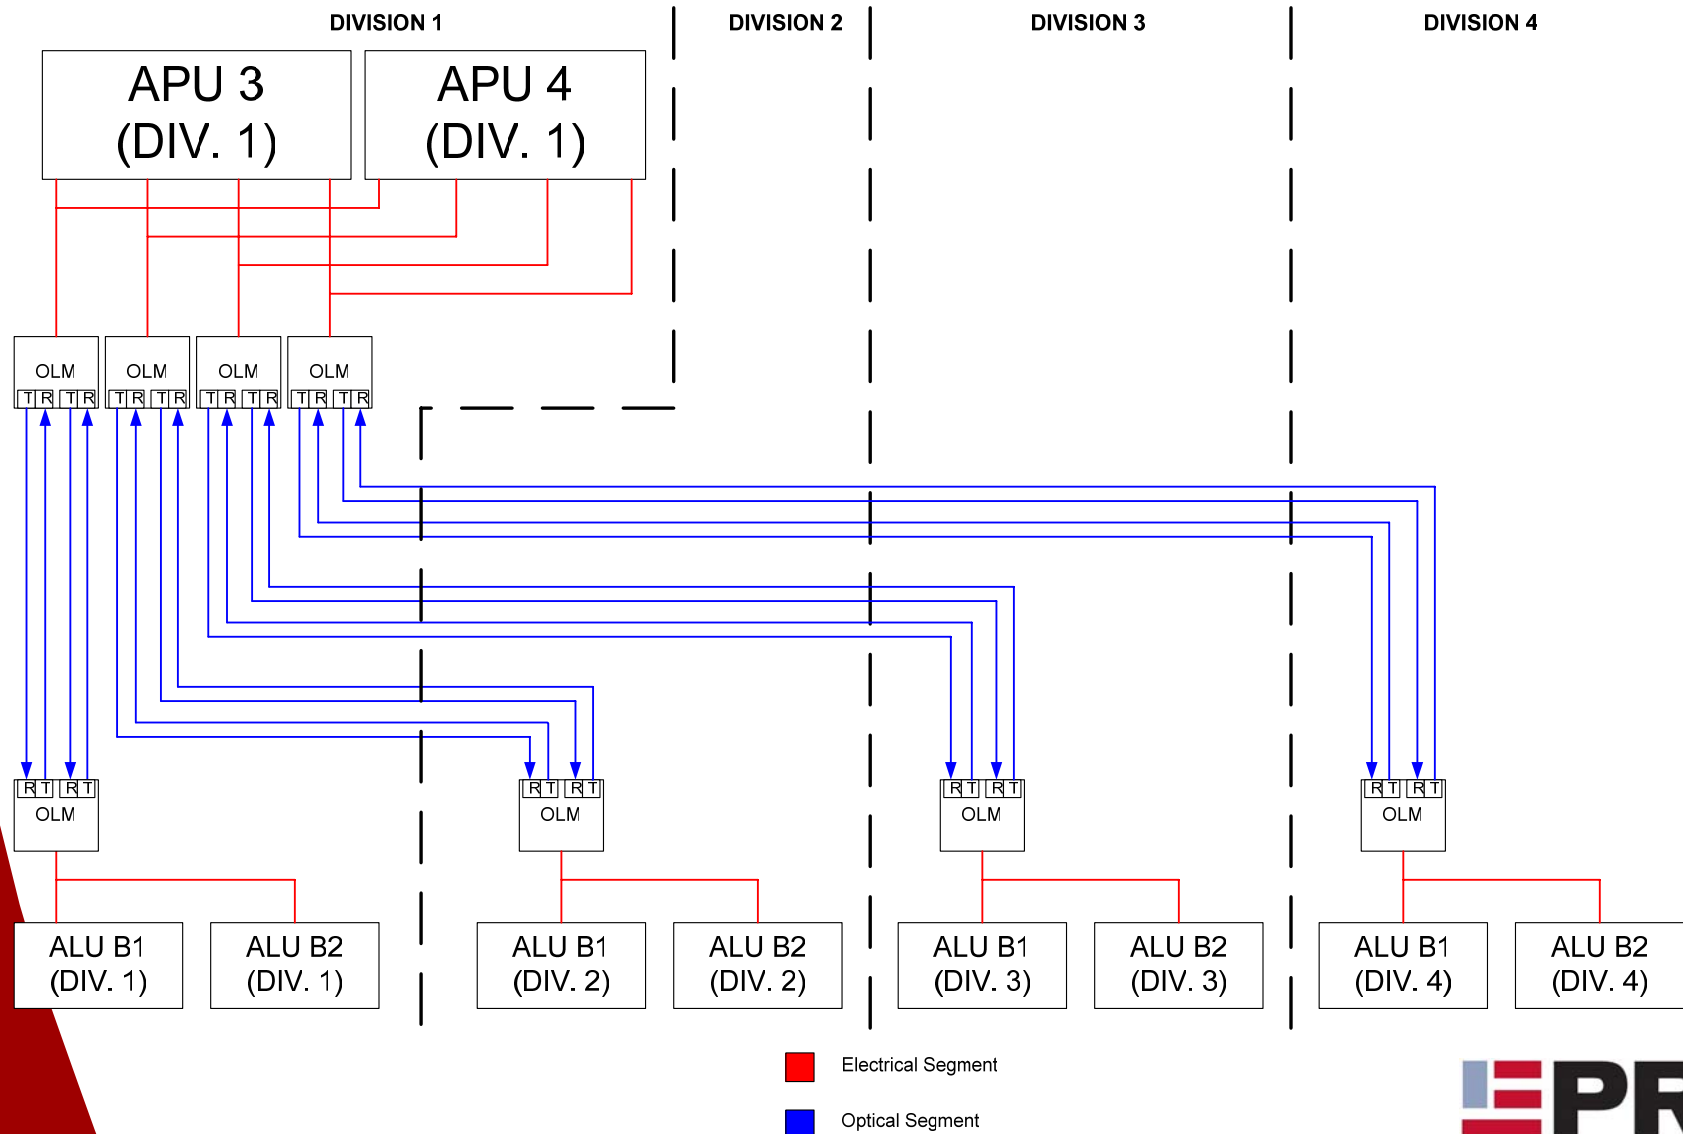 DIVISION 1
DIVISION 2
DIVISION 3
DIVISION 4
APU 3
(DIV. 1)
APU 4
(DIV. 1)
OLM
T R T R
OLM
T R T R
OLM
T R T R
OLM
T R T R
R T R T
OLM
R T R T
OLM
R T R T
OLM
R T R T
OLM
ALU B1
(DIV. 1)
ALU B2
(DIV. 1)
ALU B1
(DIV. 2)
ALU B2
(DIV. 2)
ALU B1
(DIV. 3)
ALU B2
(DIV. 3)
ALU B1
(DIV. 4)
ALU B2
(DIV. 4)
Electrical Segment
Optical Segment
EPR